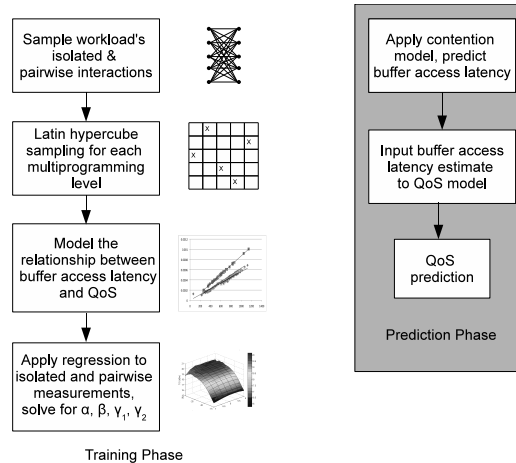 Sample workload's
isolated &
pairwise interactions
Latin hypercube
sampling for each
multiprogramming
level
X
X
X
X
X
Model the
relationship between
buffer access latency
and QoS
Apply regression to
isolated and pairwise
measurements,
solve for α, β, γ1, γ2
Training Phase
Apply contention
model, predict
buffer access latency
Input buffer access
latency estimate
to QoS model
QoS
prediction
Prediction Phase